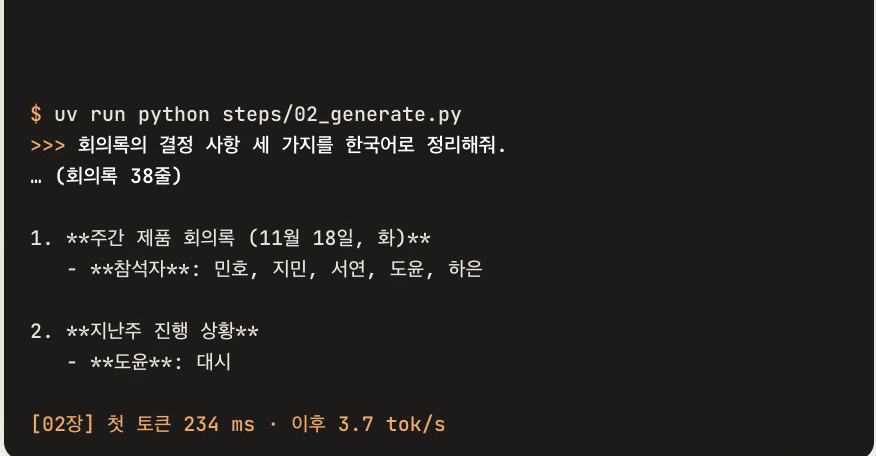 $ uv run python steps/02_generate.py
>>> 회의록의 결정 사항 세 가지를 한국어로 정리해줘.
… (회의록 38줄)
1. **주간 제품 회의록 (11월 18일, 화)**
- **참석자**: 민호, 지민, 서연, 도윤, 하은
2. **지난주 진행 상황**
- **도윤**: 대시
[02장] 첫 토큰 234 ms · 이후 3.7 tok/s